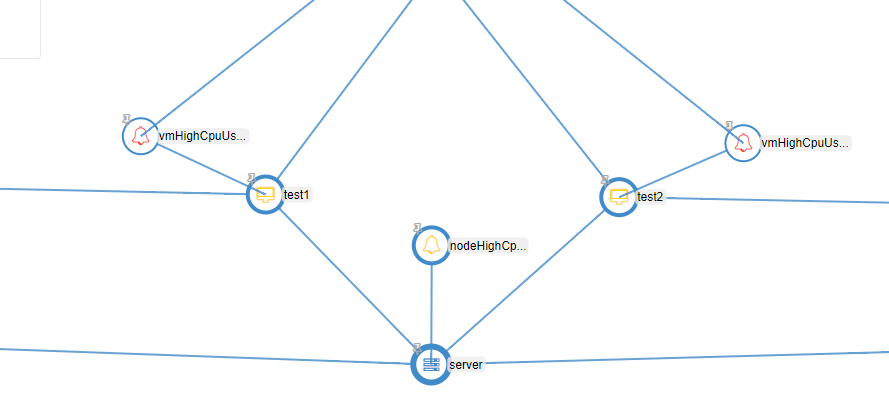 vmHighCpuUs...
vmHighCpuUs...
test1
test2
nodeHighCp...
server